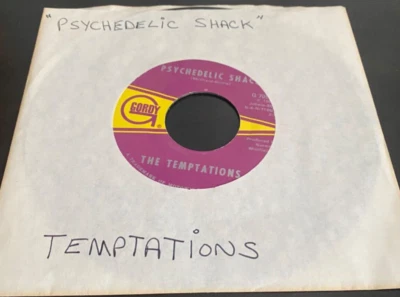 "PSYCHEDELIC SHACK"
PSYCHEDELIC SHAC
GORDY
THE TEMPTATIONS
TEMPTATIONS